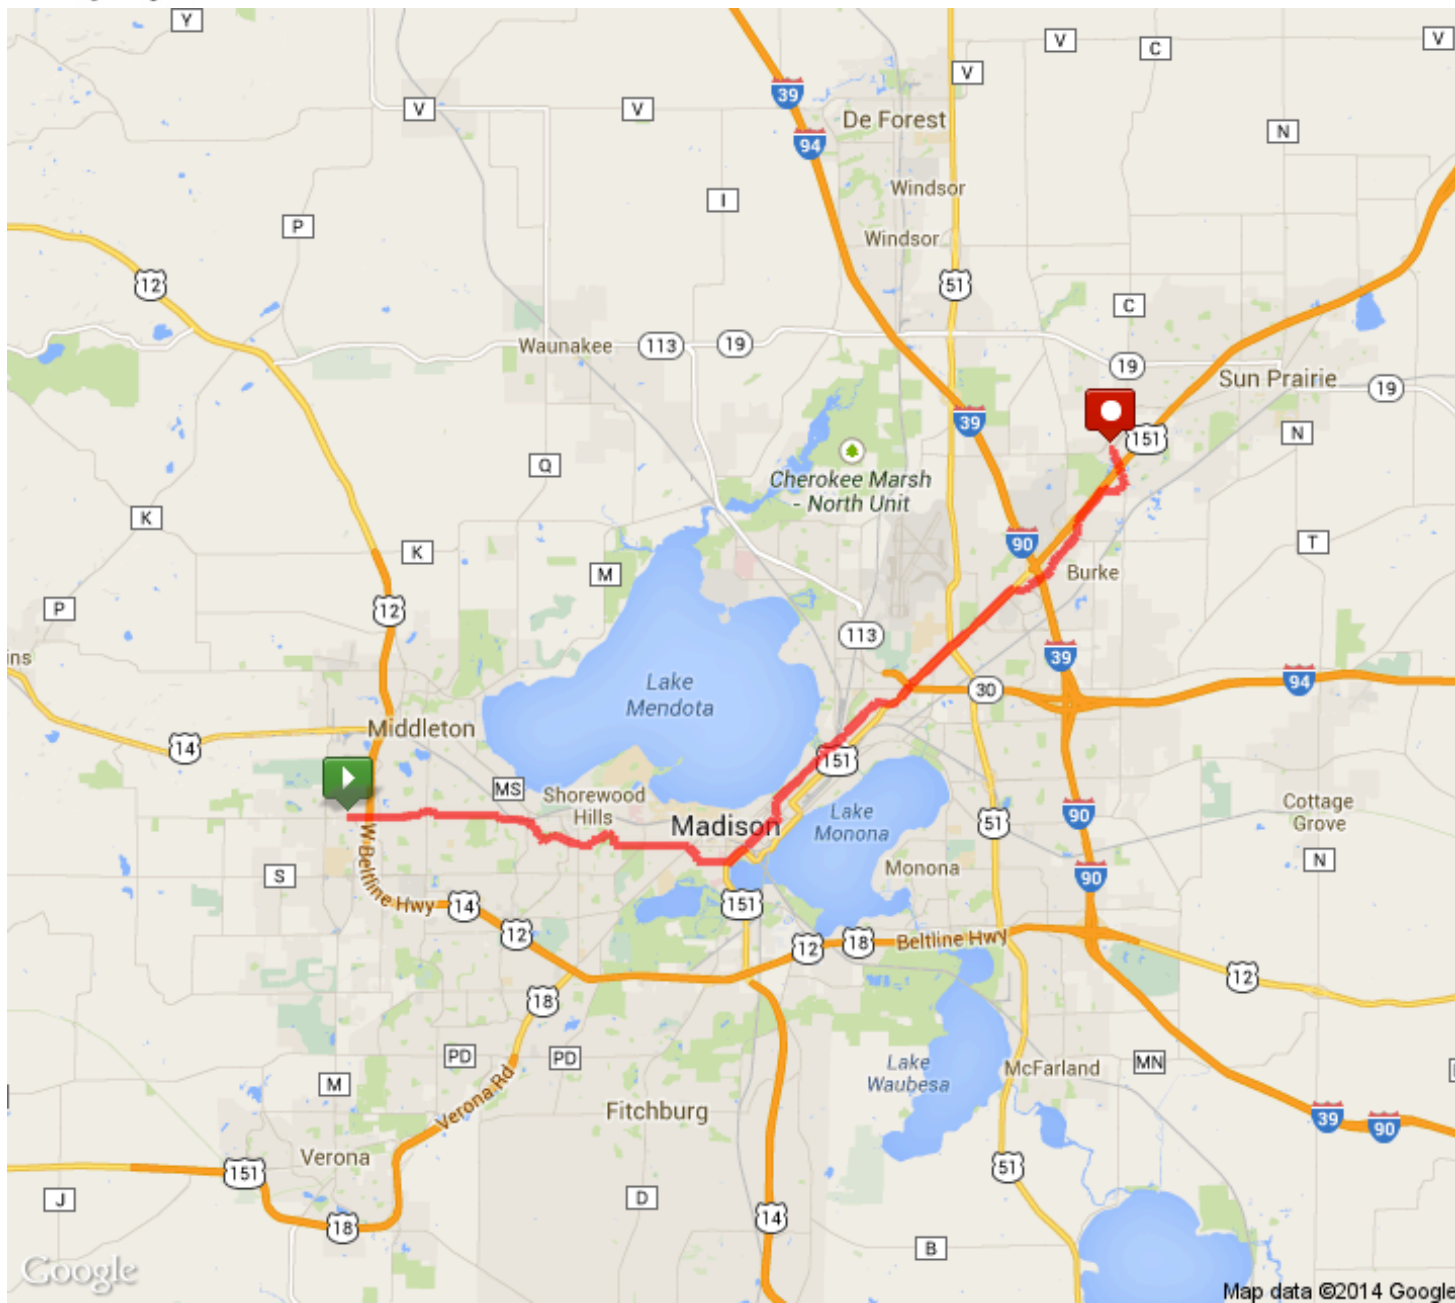 Y
V
C
V
V
39
V
V
De Forest
94
N
Windsor
I
P
Windsor
12
51
C
Waunakee
113
19
19
Sun Prairie
19
39
151
N
Q
Cherokee Marsh
- North Unit
K
90
T
K
Burke
M
P
12
113
ins
39
Lake
Mendota
30
94
Middleton
14
151
MS
Shorewood
Hills
Cottage
Grove
Lake
Monona
90
Madison
51
W Beltline Hwy
N
S
Monona
90
14
151
12
Beltline Hwy
12
18
12
18
PD
PD
Lake
Waubesa
McFarland
MN
M
Verona Rd
Fitchburg
39
90
Verona
151
51
J
D
18
14
B
Google
Map data ©2014 Google